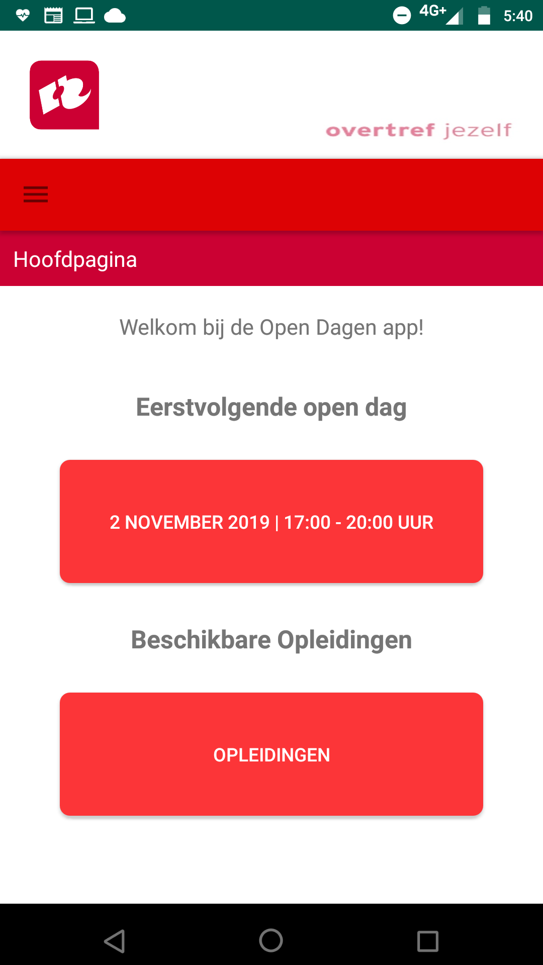 4G+ 5:40
overtref jezelf
Hoofdpagina
Welkom bij de Open Dagen app!
Eerstvolgende open dag
2 NOVEMBER 2019 | 17:00 - 20:00 UUR
Beschikbare Opleidingen
OPLEIDINGEN